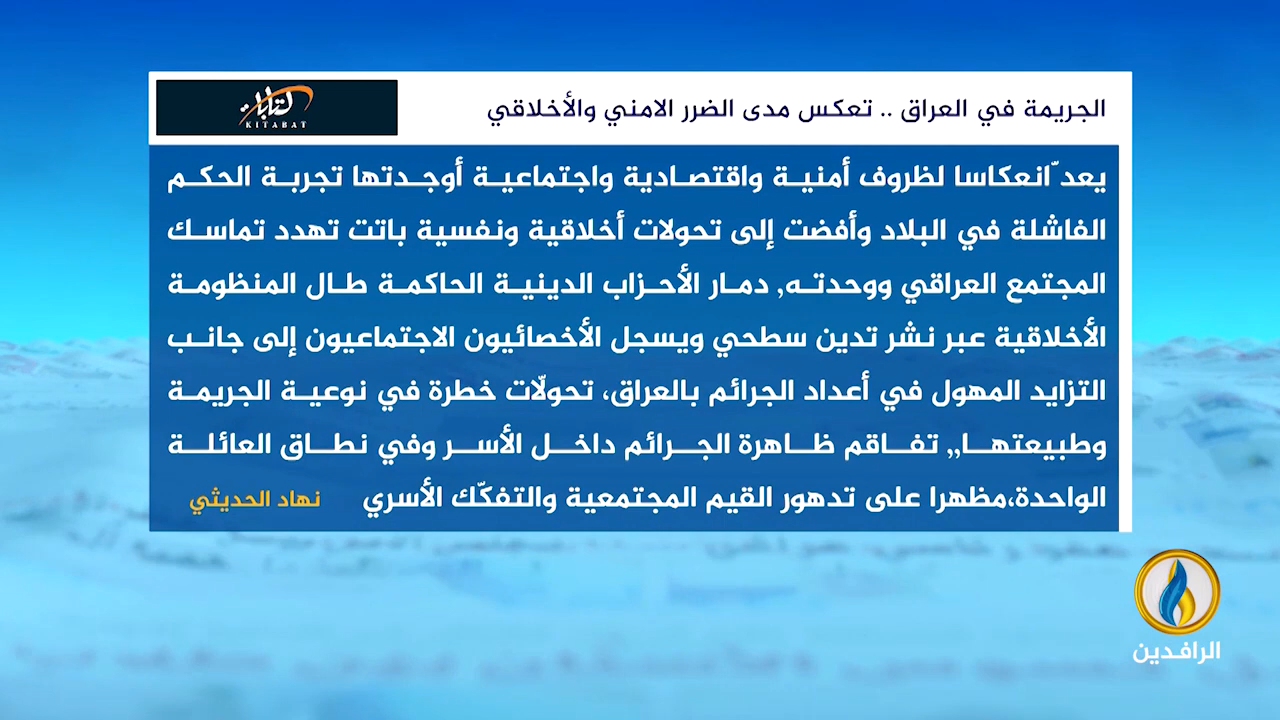 الجريمة في العراق .. تعكس مدى الضرر الامني والأخلاقي
كتابات
KITABAT
يعدّ انعكاسا لظروف أمنية واقتصادية واجتماعية أوجدتها تجربة الحكم
الفاشلة في البلاد وأفضت إلى تحولات أخلاقية ونفسية باتت تهدد تماسك
المجتمع العراقي ووحدته, دمار الأحزاب الدينية الحاكمة طال المنظومة
الأخلاقية عبر نشر تدين سطحي ويسجل الأخصائيون الاجتماعيون إلى جانب
التزايد المهول في أعداد الجرائم بالعراق، تحولّات خطرة في نوعية الجريمة
وطبيعتها,, تفاقم ظاهرة الجرائم داخل الأسر وفي نطاق العائلة
الواحدة،مظهرا على تدهور القيم المجتمعية والتفكّك الأسري
نهاد الحديثي
الرافدين